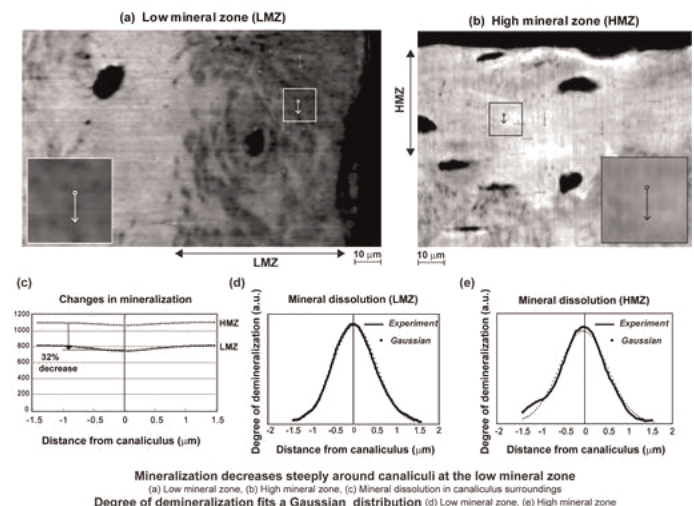 (a) Low mineral zone (LMZ)
(b) High mineral zone (HMZ)
HMZ
LMZ
10 μm
10 μm
(c)
Changes in mineralization
1200
1000
800
600
400
200
0
32%
decrease
HMZ
LMZ
-1.5 -1 -0.5 0 0.5 1 1.5
Distance from canaliculus (μm)
(d)
Mineral dissolution (LMZ)
Degree of demineralization (a.u.)
Experiment
Gaussian
-2 -1.5 -1 -0.5 0 0.5 1 1.5 2
Distance from canaliculus (μm)
(e)
Mineral dissolution (HMZ)
Degree of demineralization (a.u.)
Experiment
Gaussian
-2 -1.5 -1 -0.5 0 0.5 1 1.5 2
Distance from canaliculus (μm)
Mineralization decreases steeply around canaliculi at the low mineral zone
(a) Low mineral zone, (b) High mineral zone, (c) Mineral dissolution in canaliculus surroundings
Degree of demineralization fits a Gaussian distribution (d) Low mineral zone, (e) High mineral zone